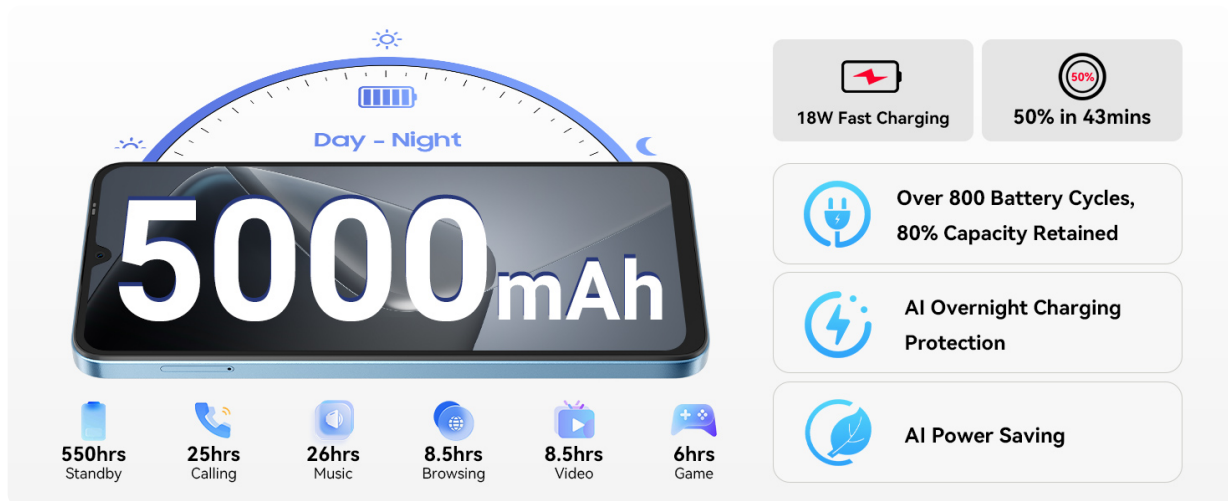 Day - Night
5000mAh
550hrs
Standby
25hrs
Calling
26hrs
Music
8.5hrs
Browsing
8.5hrs
Video
6hrs
Game
18W Fast Charging
50%
50% in 43mins
Over 800 Battery Cycles,
80% Capacity Retained
AI Overnight Charging
Protection
AI Power Saving